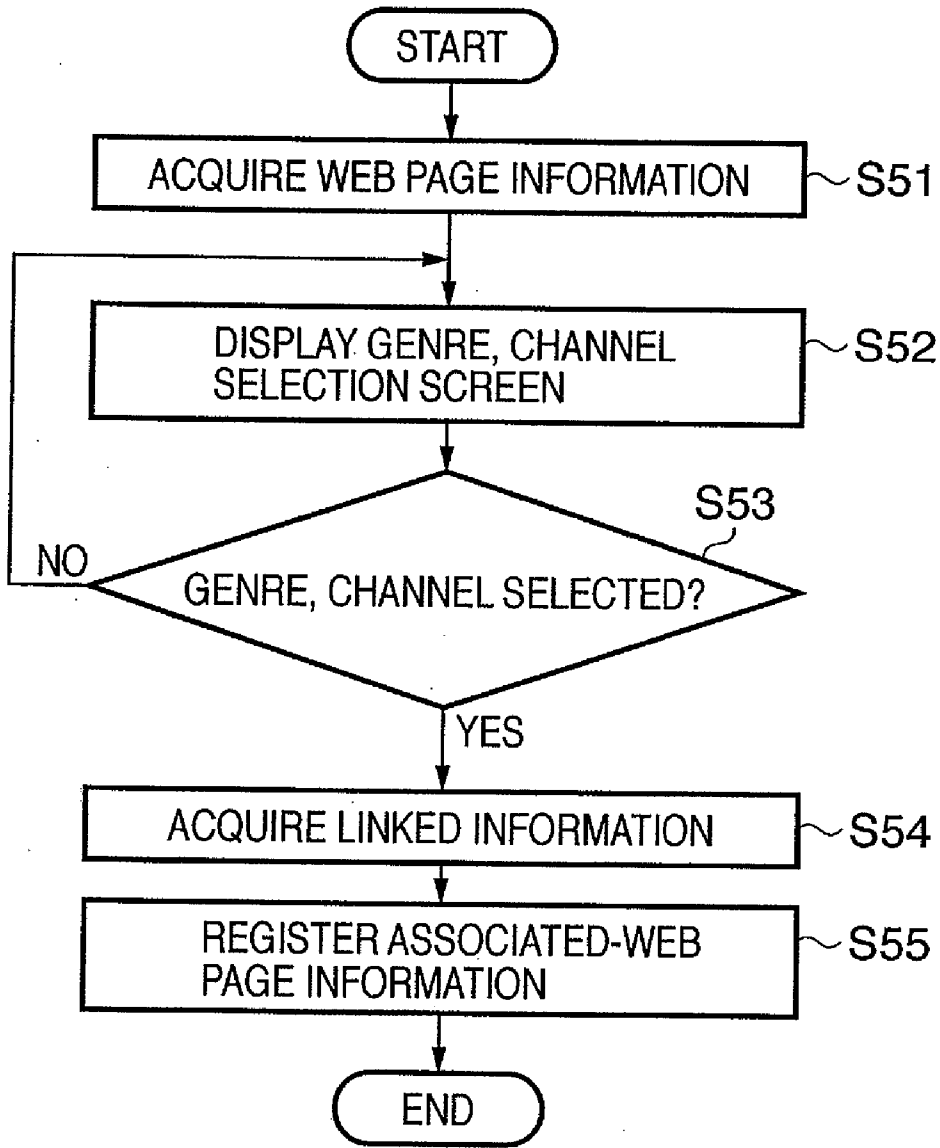 START
ACQUIRE WEB PAGE INFORMATION
S51
DISPLAY GENRE, CHANNEL
SELECTION SCREEN
S52
S53
NO
GENRE, CHANNEL SELECTED?
YES
ACQUIRE LINKED INFORMATION
S54
REGISTER ASSOCIATED-WEB
PAGE INFORMATION
S55
END